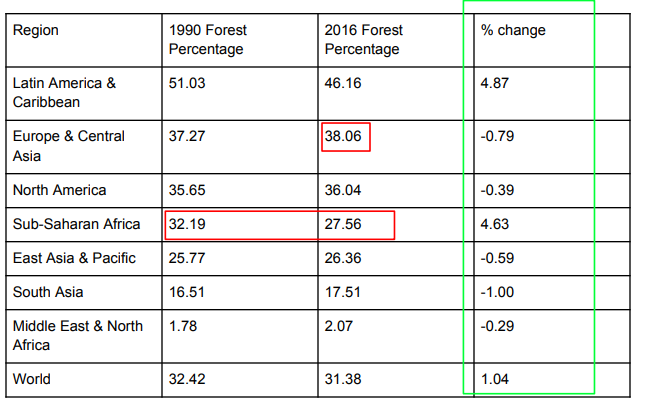 Region 1990 Forest 2016 Forest % change
Percentage Percentage
Latin America & 51.03 46.16 4.87
Caribbean
Europe & Central 37.27 38.06 -0.79
Asia
North America 35.65 36.04 -0.39
Sub-Saharan Africa 32.19 27.56 4.63
East Asia & Pacific 25.77 26.36 -0.59
South Asia 16.51 17.51 -1.00
Middle East & North 1.78 2.07 -0.29
Africa
World 32.42 31.38 1.04